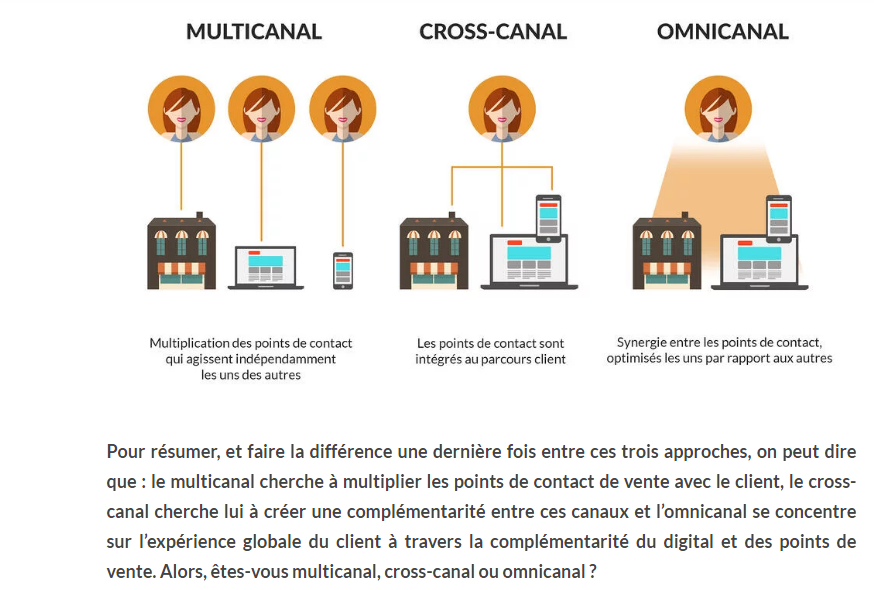 MULTICANAL
CROSS-CANAL
OMNICANAL
Multiplication des points de contact
qui agissent indépendamment
les uns des autres
Les points de contact sont
intégrés au parcours client
Synergie entre les points de contact,
optimisés les uns par rapport aux autres
Pour résumer, et faire la différence une dernière fois entre ces trois approches, on peut dire
que : le multicanal cherche à multiplier les points de contact de vente avec le client, le cross-
canal cherche lui à créer une complémentarité entre ces canaux et l’omnicanal se concentre
sur l’expérience globale du client à travers la complémentarité du digital et des points de
vente. Alors, êtes-vous multicanal, cross-canal ou omnicanal ?